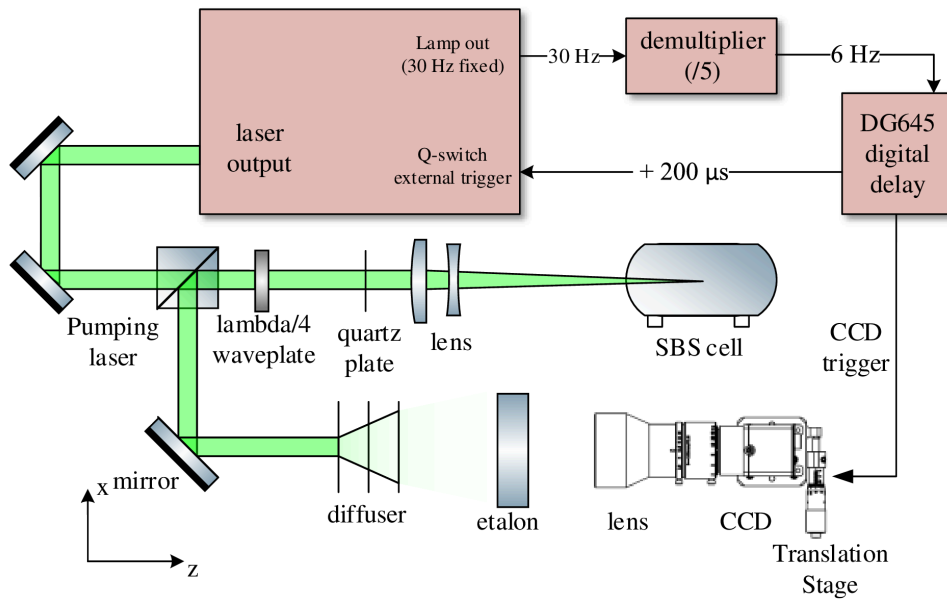 Lamp out
(30 Hz fixed)
30 Hz
demultiplier
(/5)
6 Hz
DG645
digital
delay
laser
output
Q-switch
external trigger
+ 200 μs
Pumping
laser
lambda/4
waveplate
quartz
plate
lens
SBS cell
CCD
trigger
mirror
x
z
diffuser
etalon
lens
CCD
Translation
Stage